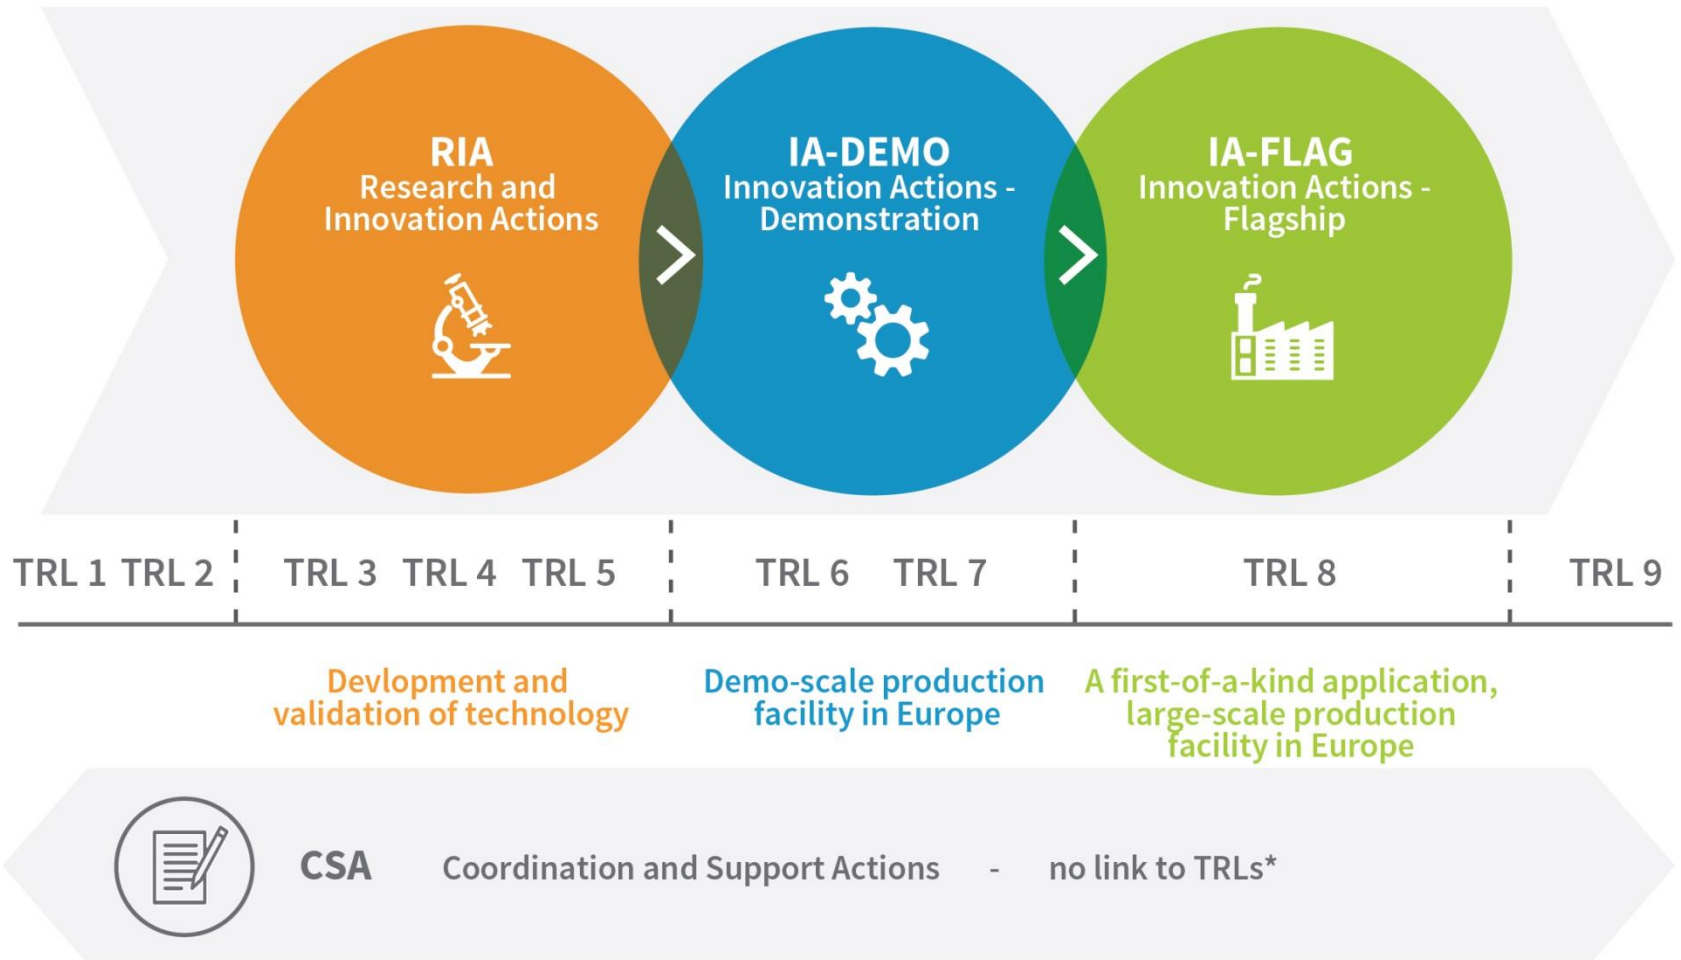 RIA
Research and
Innovation Actions
IA-DEMO
Innovation Actions -
Demonstration
IA-FLAG
Innovation Actions -
Flagship
TRL 1 TRL 2 TRL 3 TRL 4 TRL 5 TRL 6 TRL 7 TRL 8 TRL 9
Devlopment and
validation of technology
Demo-scale production
facility in Europe
A first-of-a-kind application,
large-scale production
facility in Europe
CSA Coordination and Support Actions - no link to TRLs*